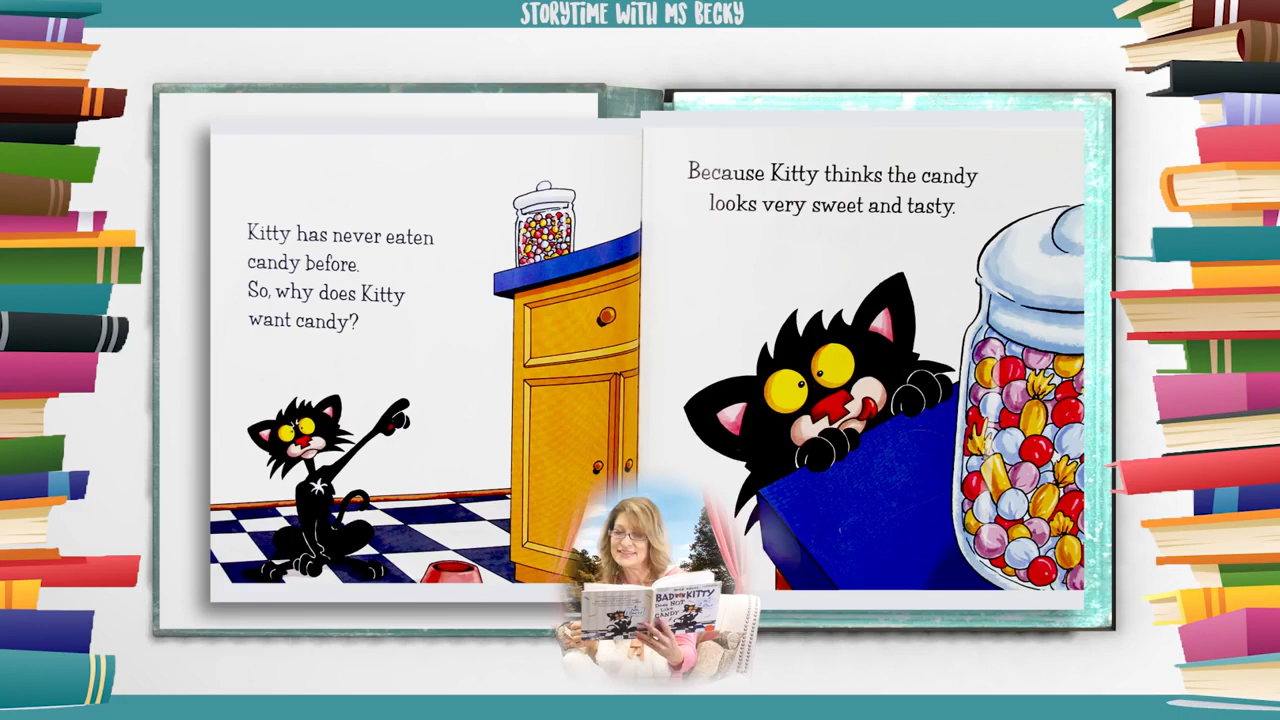 STORYTIME WITH MS BECKY
Kitty has never eaten
candy before.
So, why does Kitty
want candy?
Because Kitty thinks the candy
looks very sweet and tasty.
BAD KITTY
Does NOT
Like
CANDY